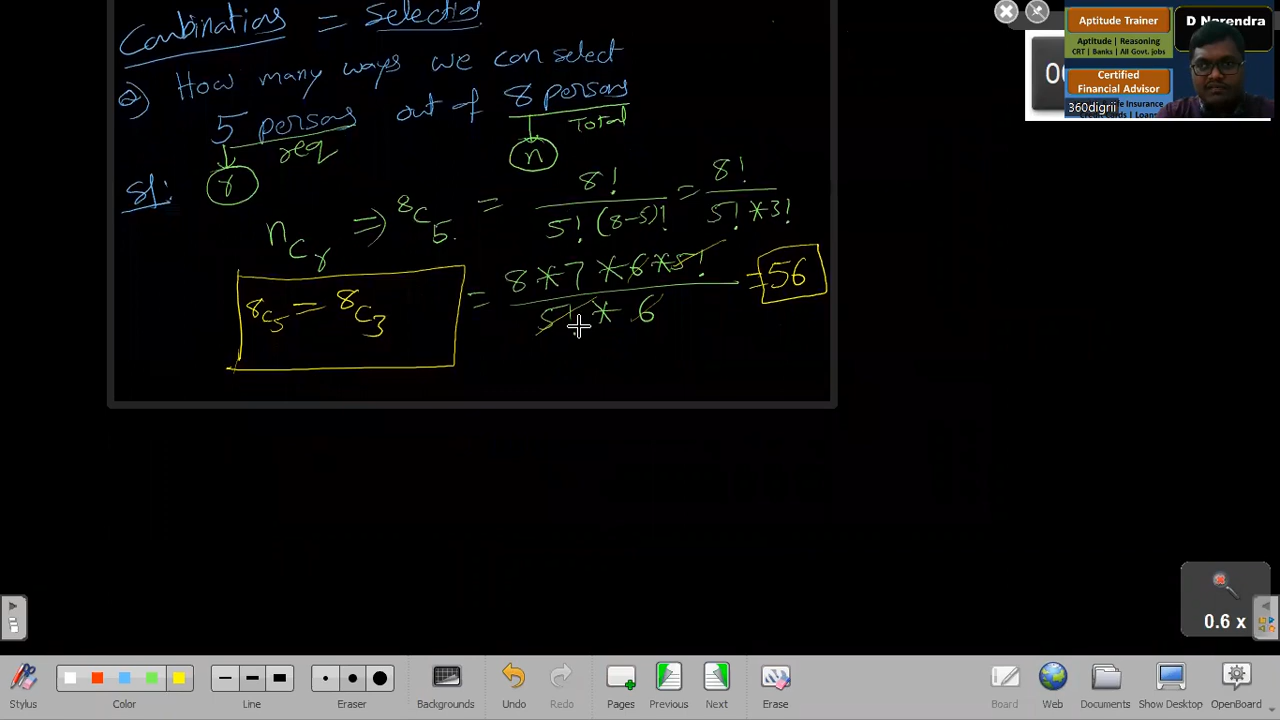 Combinations = Selection.
Q) How many ways we can select
5 persons out of 8 persons
req
Total
r
n
Sol:
nCr => 8C5. = 8! / 5! (8-5)! = 8! / 5! * 3!
8C5 = 8C3
= 8 * 7 * 6 * 5! / 5! * 6 = 56
Aptitude Trainer
Aptitude | Reasoning
CRT | Banks | All Govt. jobs
Certified
Financial Advisor
360digrii
Insurance
D Narendra
0.6 x
Stylus
Color
Line
Eraser
Backgrounds
Undo
Redo
Pages
Previous
Next
Erase
Board
Web
Documents
Show Desktop
OpenBoard